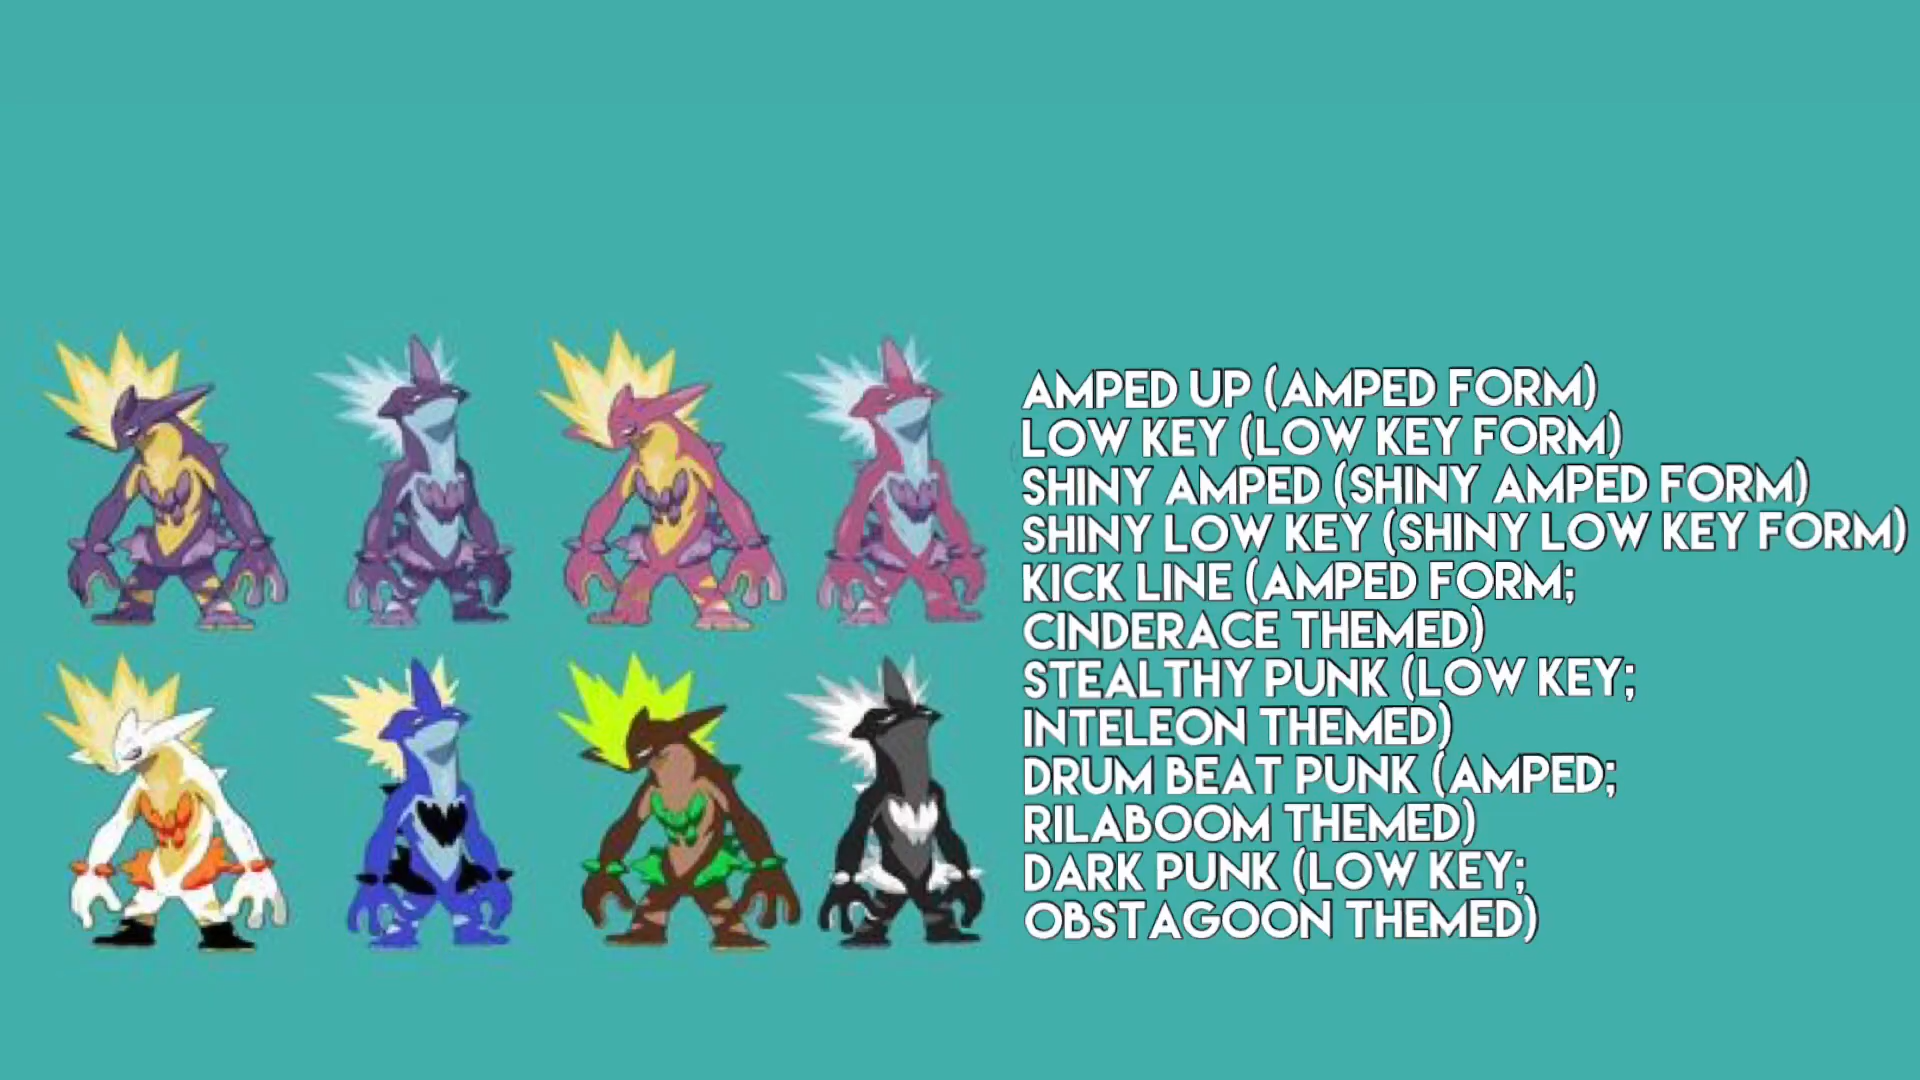 AMPED UP (AMPED FORM)
LOW KEY (LOW KEY FORM)
SHINY AMPED (SHINY AMPED FORM)
SHINY LOW KEY (SHINY LOW KEY FORM)
KICK LINE (AMPED FORM;
CINDERACE THEMED)
STEALTHY PUNK (LOW KEY;
INTELEON THEMED)
DRUM BEAT PUNK (AMPED;
RILABOOM THEMED)
DARK PUNK (LOW KEY;
OBSTAGOON THEMED)